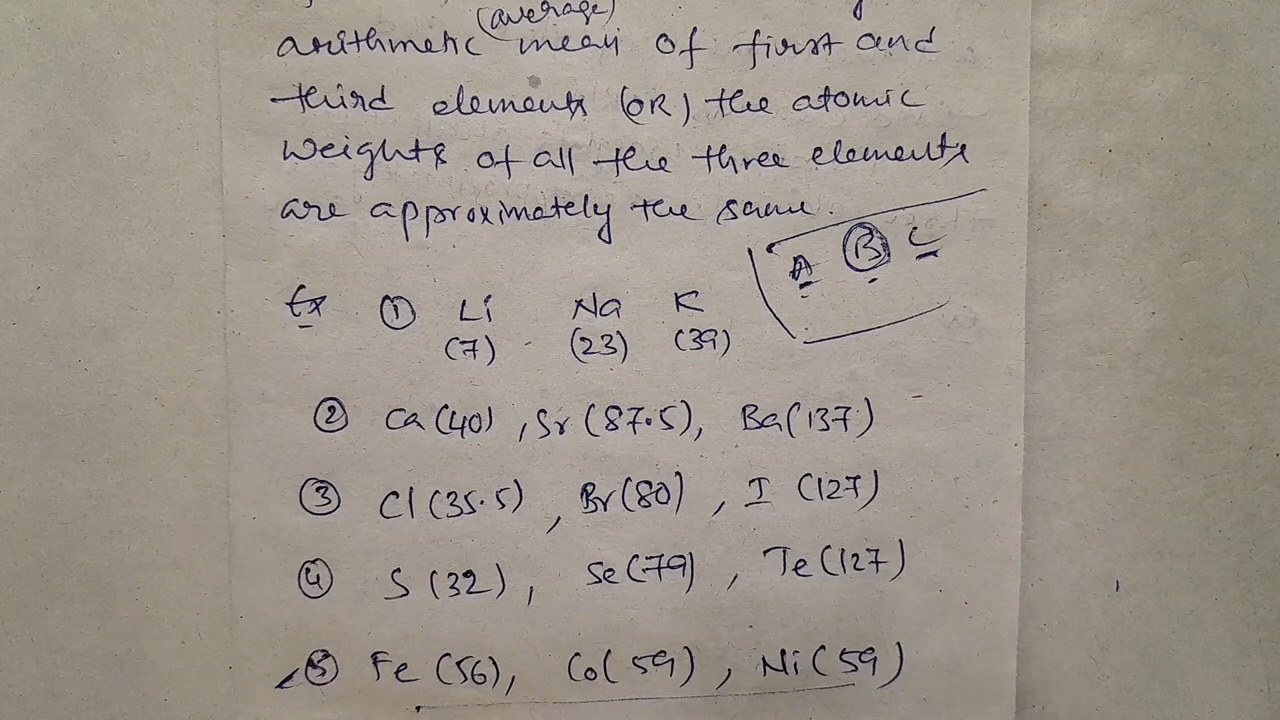 (average)
arithmetic mean of first and
third elements (OR) the atomic
weights of all the three elements
are approximately the same.
A B C
Ex ① Li Na K
(7) (23) (39)
② Ca (40), Sr (87.5), Ba (137)
③ Cl (35.5), Br (80), I (127)
④ S (32), Se (79), Te (127)
⑤ Fe (56), Co (59), Ni (59)